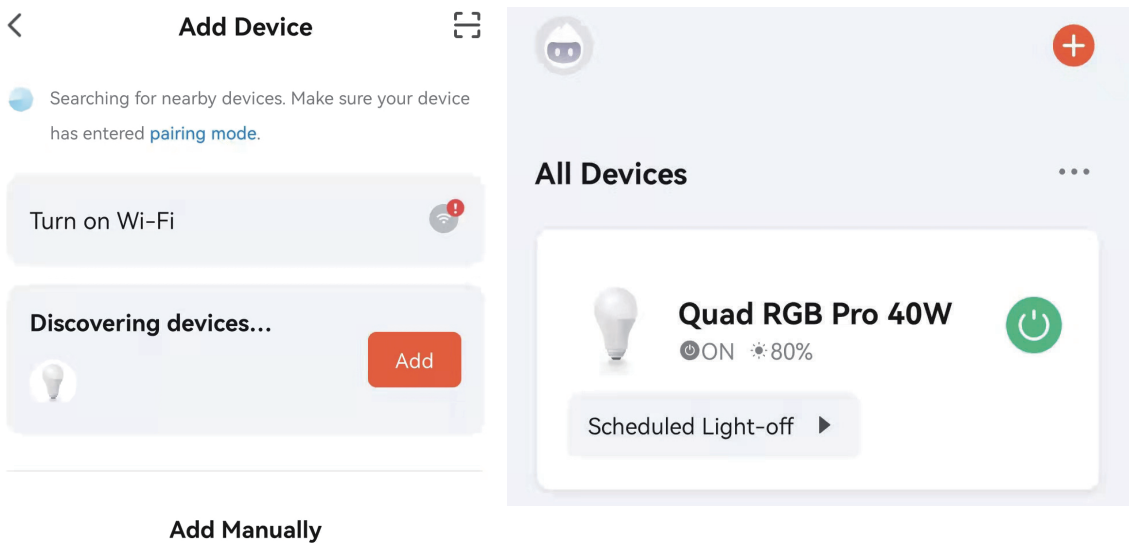 Add Device
Searching for nearby devices. Make sure your device
has entered pairing mode.
Turn on Wi-Fi
Discovering devices...
Add
Add Manually
All Devices
Quad RGB Pro 40W
ON 80%
Scheduled Light-off